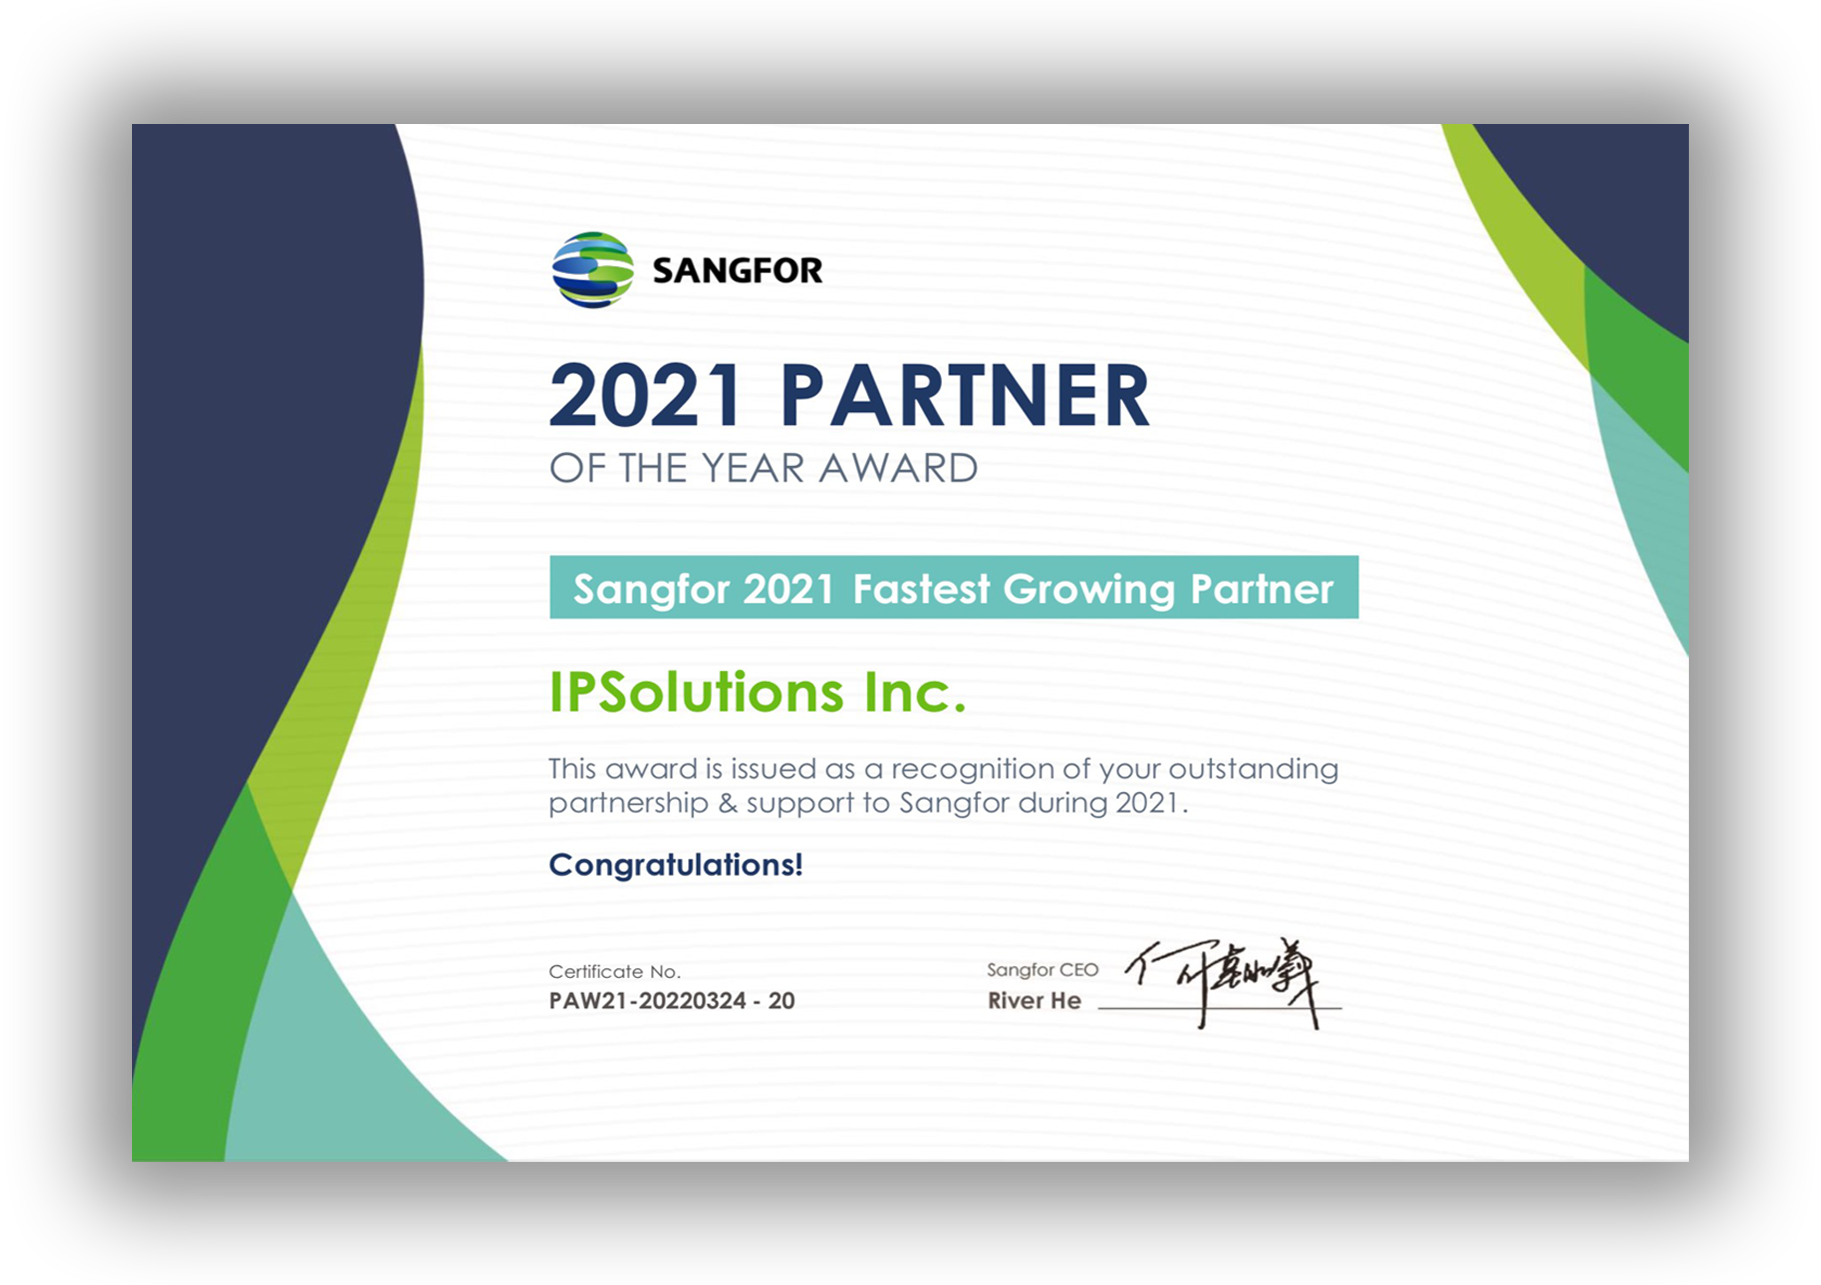 SANGFOR
2021 PARTNER
OF THE YEAR AWARD
Sangfor 2021 Fastest Growing Partner
IPSolutions Inc.
This award is issued as a recognition of your outstanding
partnership & support to Sangfor during 2021.
Congratulations!
Certificate No.
PAW21-20220324 - 20
Sangfor CEO
River He